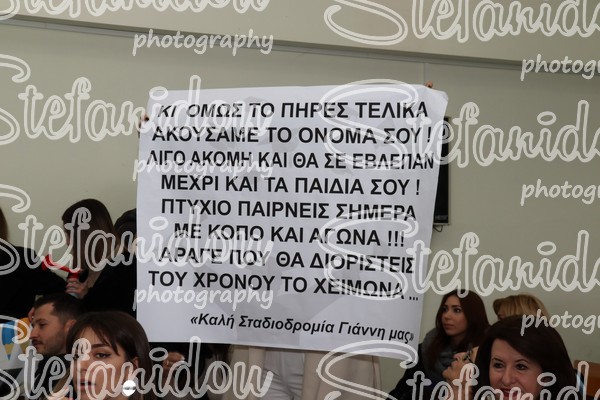 Stefanidou
photography
ΚΙ ΌΜΩΣ ΤΟ ΠΗΡΕΣ ΤΕΛΙΚΑ
ΑΚΟΥΣΑΜΕ ΤΟ ΟΝΟΜΑ ΣΟΥ !
ΛΙΓΟ ΑΚΟΜΗ ΚΑΙ ΘΑ ΣΕ ΕΒΛΕΠΑΝ
ΜΕΧΡΙ ΚΑΙ ΤΑ ΠΑΙΔΙΑ ΣΟΥ !
ΠΤΥΧΙΟ ΠΑΙΡΝΕΙΣ ΣΗΜΕΡΑ
ΜΕ ΚΟΠΟ ΚΑΙ ΑΓΩΝΑ !!!
ΑΡΑΓΕ ΠΟΥ ΘΑ ΔΙΟΡΙΣΤΕΙΣ
ΤΟΥ ΧΡΟΝΟΥ ΤΟ ΧΕΙΜΩΝΑ ...
«Καλή Σταδιοδρομία Γιάννη μας»